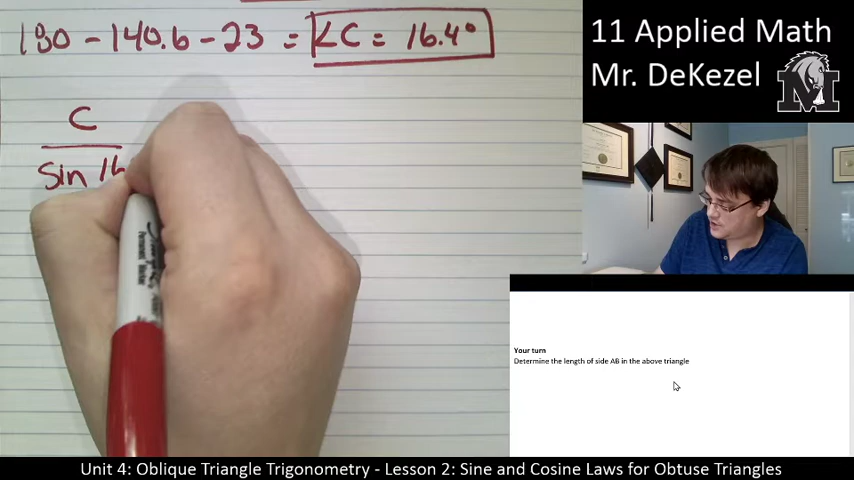 180 - 140.6 - 23 = ∠C = 16.4°
C
sin 16
11 Applied Math
Mr. DeKezel
M
Your turn
Determine the length of side AB in the above triangle
Unit 4: Oblique Triangle Trigonometry - Lesson 2: Sine and Cosine Laws for Obtuse Triangles